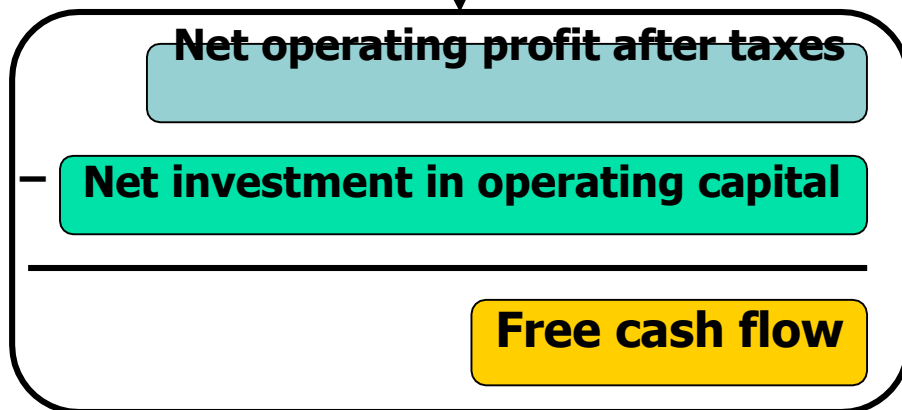 Net operating profit after taxes
– Net investment in operating capital
Free cash flow